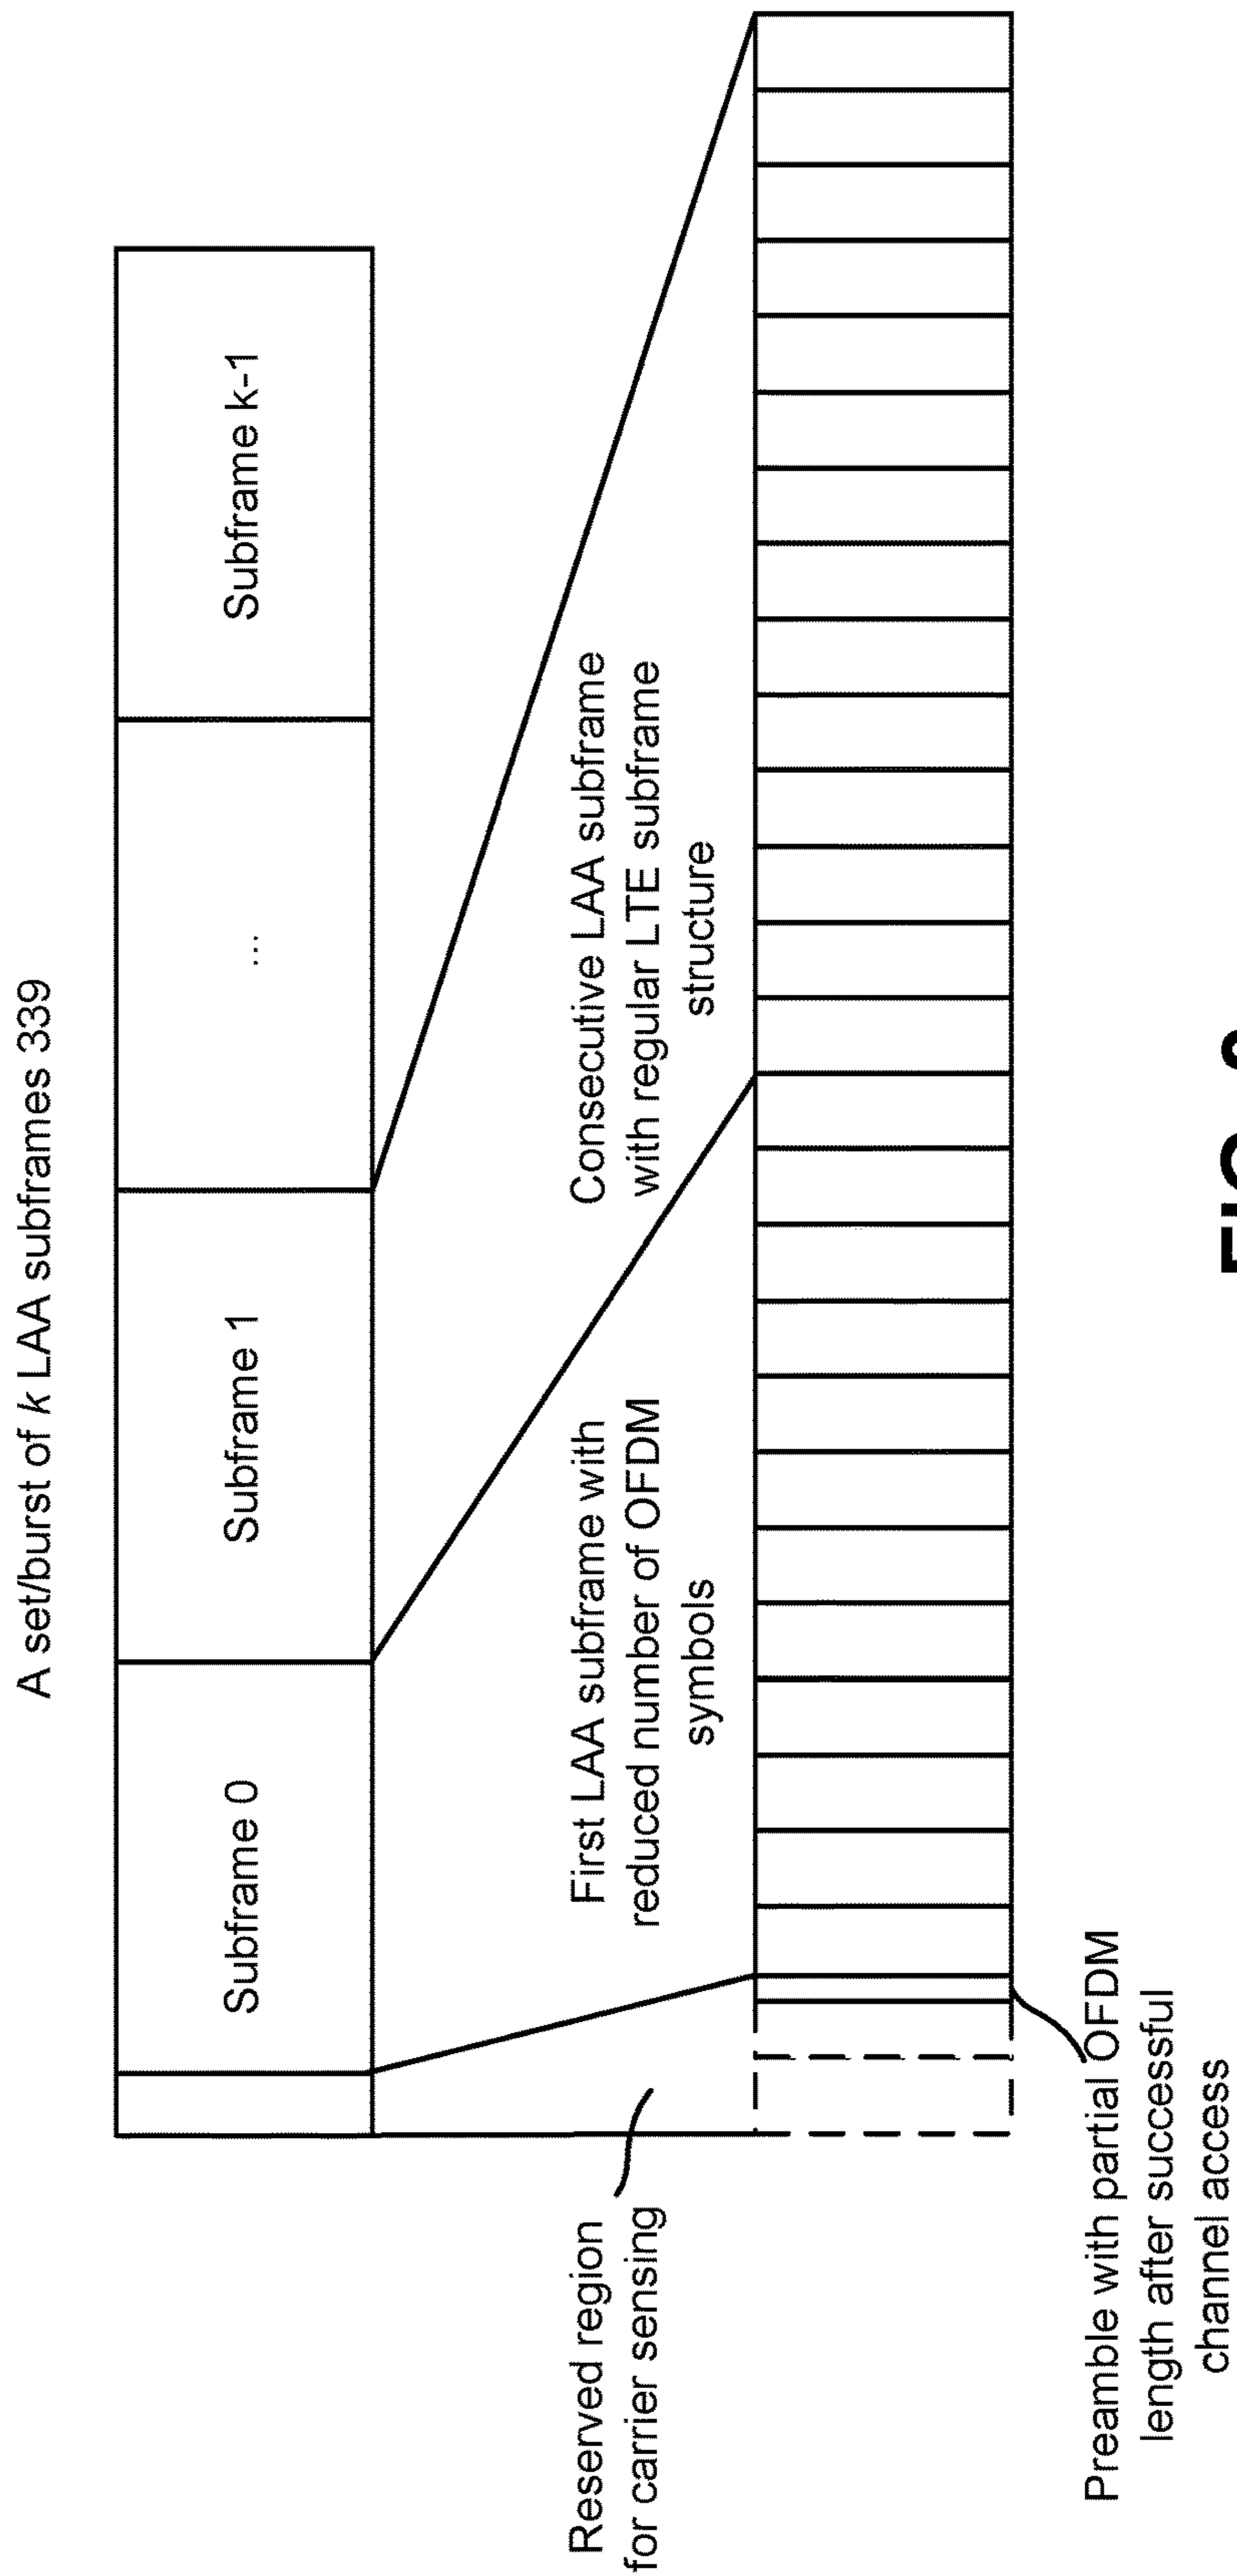 A set/burst of k LAA subframes 339
Subframe 0
Subframe 1
...
Subframe k-1
Reserved region
for carrier sensing
First LAA subframe with
reduced number of OFDM
symbols
Consecutive LAA subframe
with regular LTE subframe
structure
Preamble with partial OFDM
length after successful
channel access